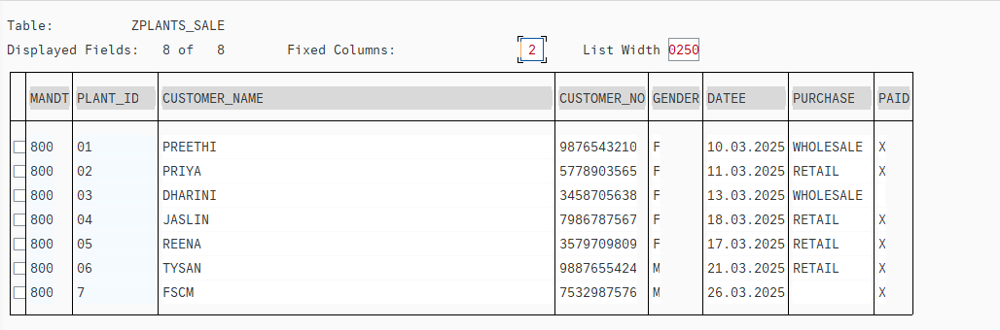 Table: ZPLANTS_SALE
Displayed Fields: 8 of 8 Fixed Columns: 2 List Width 0250
MANDT PLANT_ID CUSTOMER_NAME CUSTOMER_NO GENDER DATEE PURCHASE PAID
800 01 PREETHI 9876543210 F 10.03.2025 WHOLESALE X
800 02 PRIYA 5778903565 F 11.03.2025 RETAIL X
800 03 DHARINI 3458705638 F 13.03.2025 WHOLESALE
800 04 JASLIN 7986787567 F 18.03.2025 RETAIL X
800 05 REENA 3579709809 F 17.03.2025 RETAIL X
800 06 TYSAN 9887655424 M 21.03.2025 RETAIL X
800 7 FSCM 7532987576 M 26.03.2025 X